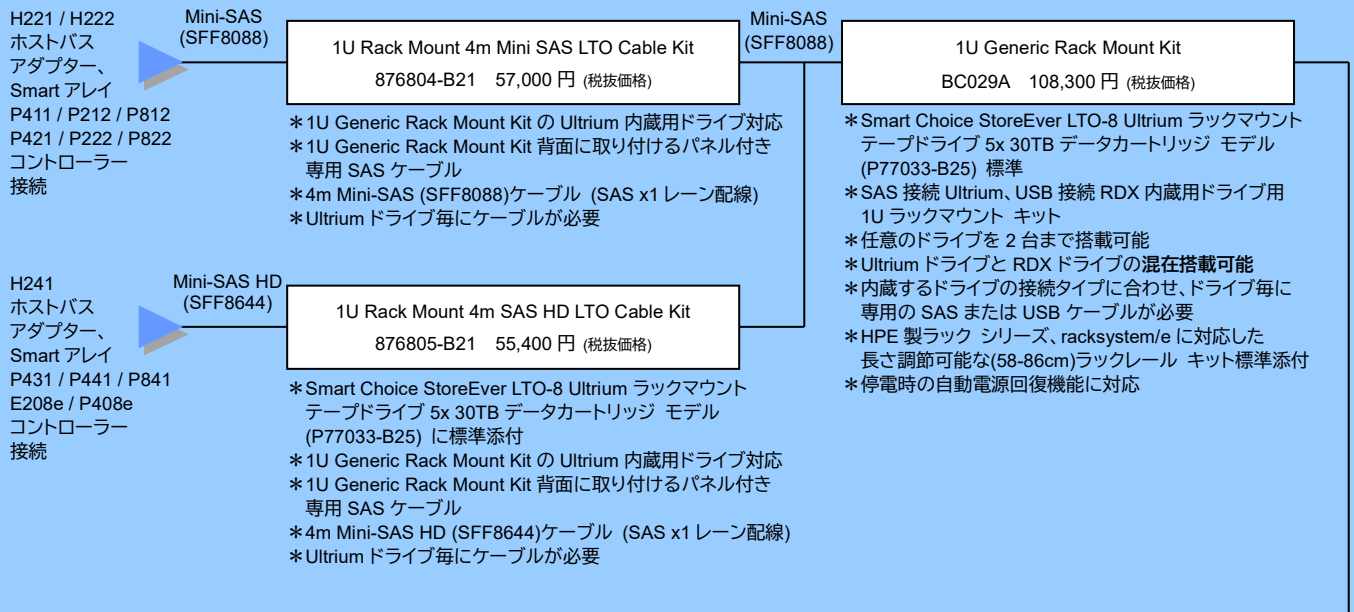 H221 / H222
ホストバス
アダプター、
Smart アレイ
P411 / P212 / P812
P421 / P222 / P822
コントローラー
接続
Mini-SAS
(SFF8088)
1U Rack Mount 4m Mini SAS LTO Cable Kit
876804-B21 57,000 円 (税抜価格)
＊1U Generic Rack Mount Kit の Ultrium 内蔵用ドライブ対応
＊1U Generic Rack Mount Kit 背面に取り付けるパネル付き
専用 SAS ケーブル
＊4m Mini-SAS (SFF8088)ケーブル (SAS x1 レーン配線)
＊Ultrium ドライブ毎にケーブルが必要
Mini-SAS
(SFF8088)
1U Generic Rack Mount Kit
BC029A 108,300 円 (税抜価格)
＊Smart Choice StoreEver LTO-8 Ultrium ラックマウント
テープドライブ 5x 30TB データカートリッジ モデル
(P77033-B25) 標準
＊SAS 接続 Ultrium、USB 接続 RDX 内蔵用ドライブ用
1U ラックマウント キット
＊任意のドライブを 2 台まで搭載可能
＊Ultrium ドライブと RDX ドライブの混在搭載可能
＊内蔵するドライブの接続タイプに合わせ、ドライブ毎に
専用の SAS または USB ケーブルが必要
＊HPE 製ラック シリーズ、racksystem/e に対応した
長さ調節可能な(58-86cm)ラックレール キット標準添付
＊停電時の自動電源回復機能に対応
H241
ホストバス
アダプター、
Smart アレイ
P431 / P441 / P841
E208e / P408e
コントローラー
接続
Mini-SAS HD
(SFF8644)
1U Rack Mount 4m SAS HD LTO Cable Kit
876805-B21 55,400 円 (税抜価格)
＊Smart Choice StoreEver LTO-8 Ultrium ラックマウント
テープドライブ 5x 30TB データカートリッジ モデル
(P77033-B25) に標準添付
＊1U Generic Rack Mount Kit の Ultrium 内蔵用ドライブ対応
＊1U Generic Rack Mount Kit 背面に取り付けるパネル付き
専用 SAS ケーブル
＊4m Mini-SAS HD (SFF8644)ケーブル (SAS x1 レーン配線)
＊Ultrium ドライブ毎にケーブルが必要